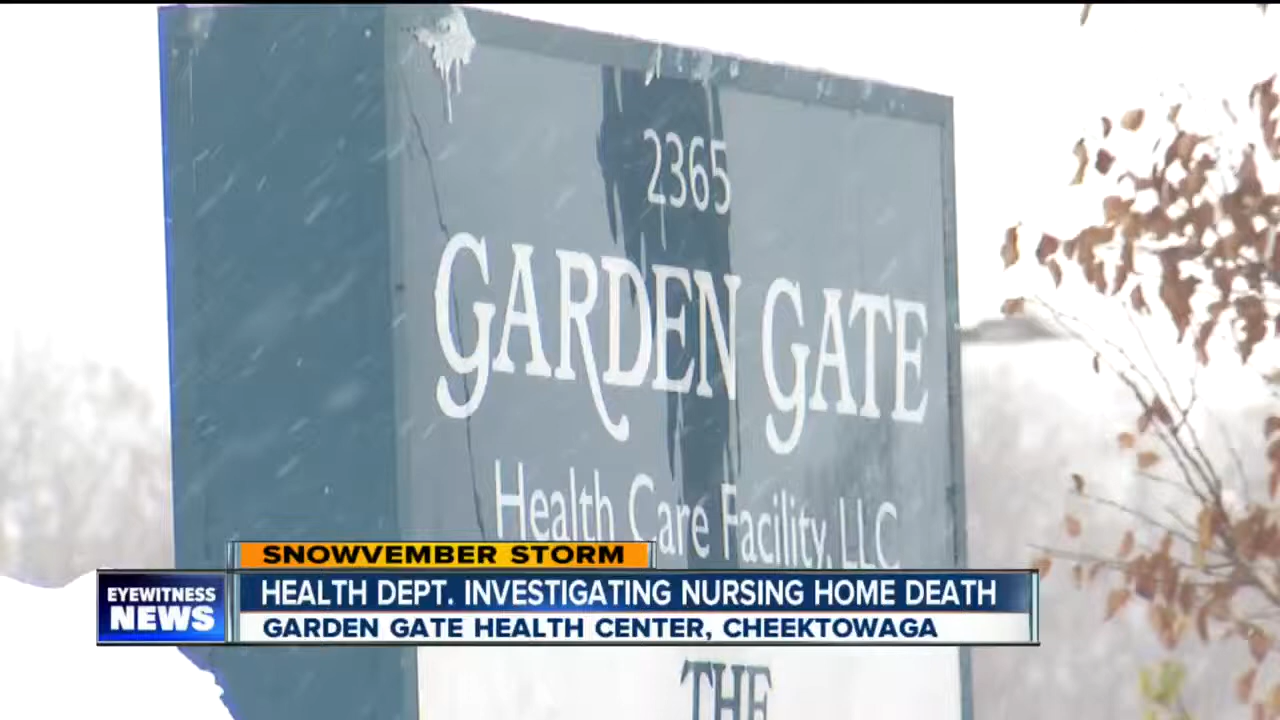 2365
GARDEN GATE
Health Care Facility, LLC
SNOWVEMBER STORM
EYEWITNESS
NEWS
HEALTH DEPT. INVESTIGATING NURSING HOME DEATH
GARDEN GATE HEALTH CENTER, CHEEKTOWAGA
THE